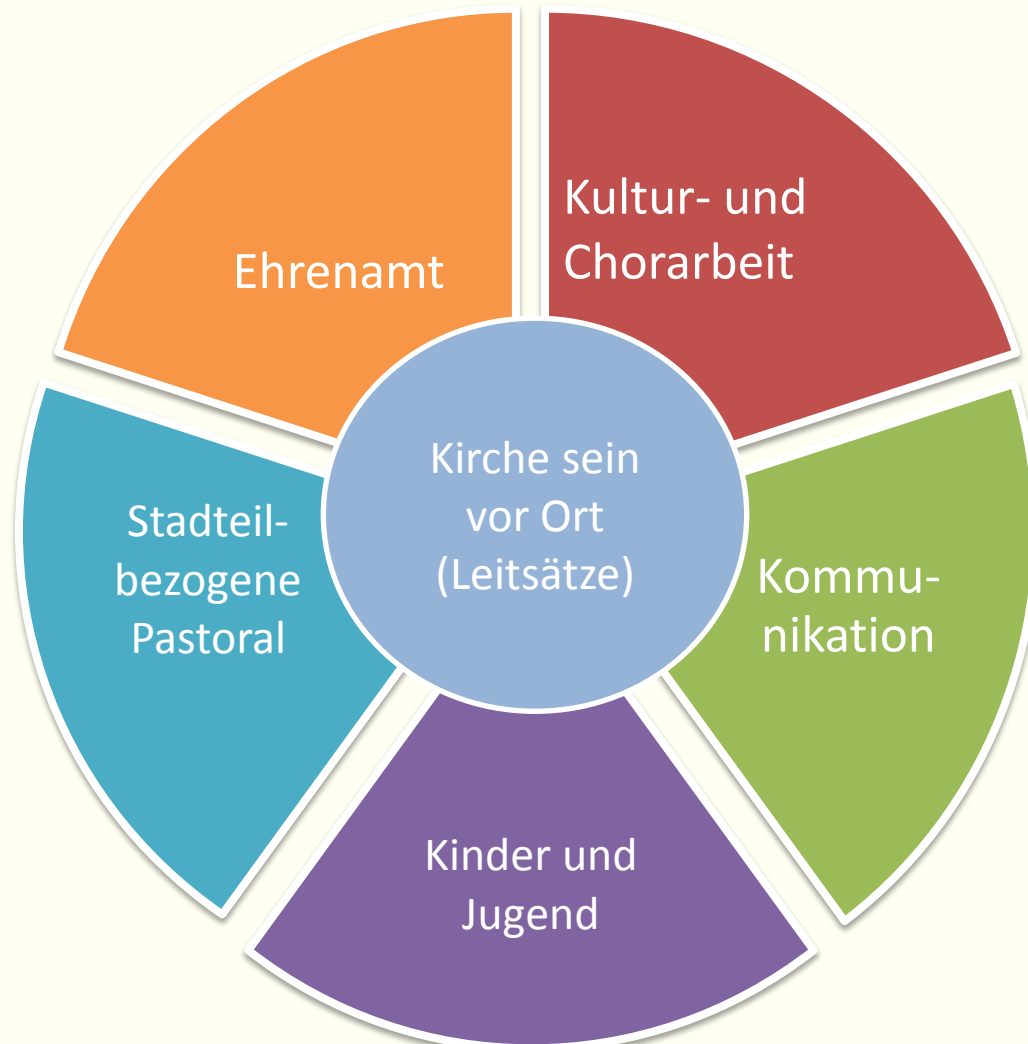 Kultur- und
Chorarbeit
Ehrenamt
Kirche sein
vor Ort
(Leitsätze)
Stadteil-
bezogene
Pastoral
Kommu-
nikation
Kinder und
Jugend